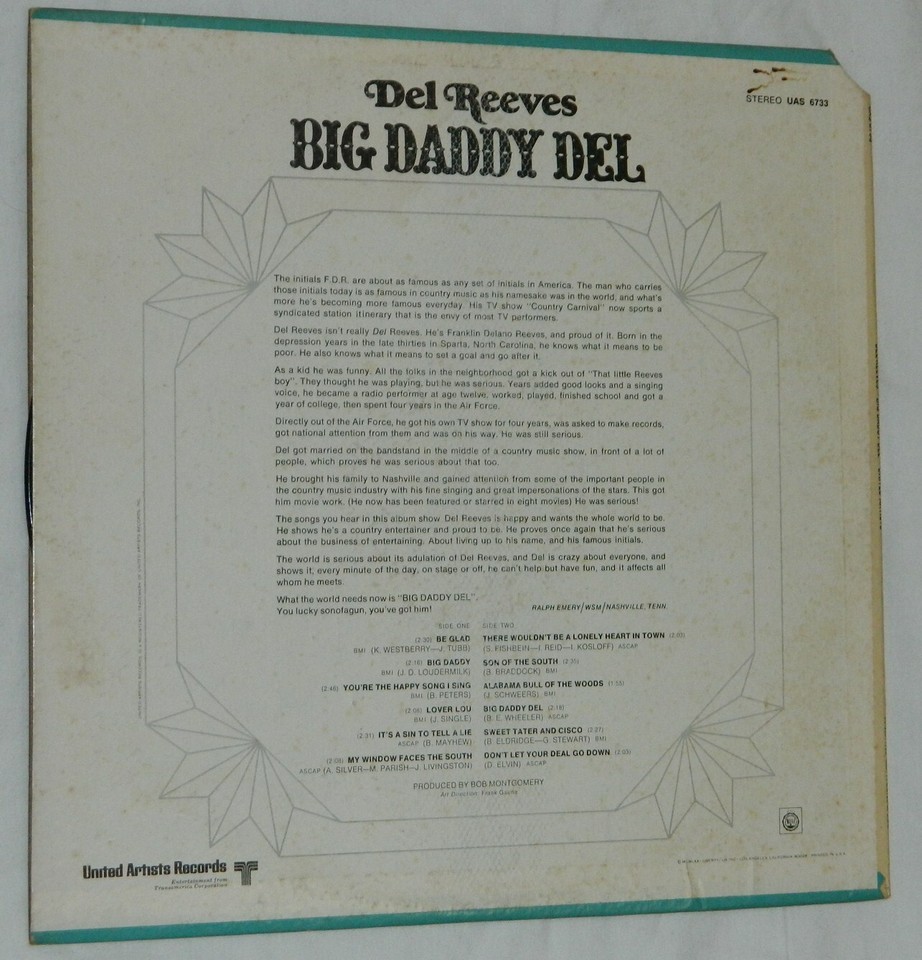 Del Reeves
BIG DADDY DEL
STEREO UAS 6733
The initials F.D.R. are about as famous as any set of initials in America. The man who carries
those initials today is as famous in country music as his namesake was in the world, and what's
more he's becoming more famous everyday. His TV show "Country Carnival" now sports a
syndicated station itinerary that is the envy of most TV performers.
Del Reeves isn't really Del Reeves. He's Franklin Delano Reeves, and proud of it. Born in the
depression years in the late thirties in Sparta, North Carolina, he knows what it means to be
poor. He also knows what it means to set a goal and go after it.
As a kid he was funny. All the folks in the neighborhood got a kick out of "That little Reeves
boy". They thought he was playing, but he was serious. Years added good looks and a singing
voice, he became a radio performer at age twelve, worked, played, finished school and got a
year of college, then spent four years in the Air Force.
Directly out of the Air Force, he got his own TV show for four years, was asked to make records,
got national attention from them and was on his way. He was still serious.
Del got married on the bandstand in the middle of a country music show, in front of a lot of
people, which proves he was serious about that too.
He brought his family to Nashville and gained attention from some of the important people in
the country music industry with his fine singing and great impersonations of the stars. This got
him movie work. (He now has been featured or starred in eight movies) He was serious!
The songs you hear in this album show Del Reeves is happy and wants the whole world to be.
He shows he's a country entertainer and proud to be. He proves once again that he's serious
about the business of entertaining. About living up to his name, and his famous initials.
The world is serious about its adulation of Del Reeves, and Del is crazy about everyone, and
shows it, every minute of the day, on stage or off, he can't help but have fun, and it affects all
whom he meets.
What the world needs now is "BIG DADDY DEL".
You lucky sonofagun, you've got him!
RALPH EMERY/WSM/NASHVILLE, TENN.
SIDE ONE
(2:30) BE GLAD
BMI (K. WESTBERRY—J. TUBB)
BIG DADDY
BMI (J. D. LOUDERMILK)
YOU'RE THE HAPPY SONG I SING
BMI (B. PETERS)
LOVER LOU
BMI (J. SINGLE)
(2:31) IT'S A SIN TO TELL A LIE
ASCAP (B. MAYHEW)
MY WINDOW FACES THE SOUTH
ASCAP (A. SILVER—M. PARISH—J. LIVINGSTON)
SIDE TWO
THERE WOULDN'T BE A LONELY HEART IN TOWN
(S. FISHBEIN—I. REID—I. KOSLOFF) ASCAP
SON OF THE SOUTH
(B. BRADDOCK) BMI
ALABAMA BULL OF THE WOODS
(J. SCHWEERS) BMI
BIG DADDY DEL
(B. E. WHEELER) ASCAP
SWEET TATER AND CISCO (2:27)
(B. ELDRIDGE—G. STEWART) BMI
DON'T LET YOUR DEAL GO DOWN
(D. ELVIN) ASCAP
PRODUCED BY BOB MONTGOMERY
Art Direction: Frank
United Artists Records
Entertainment from
Transamerica Corporation